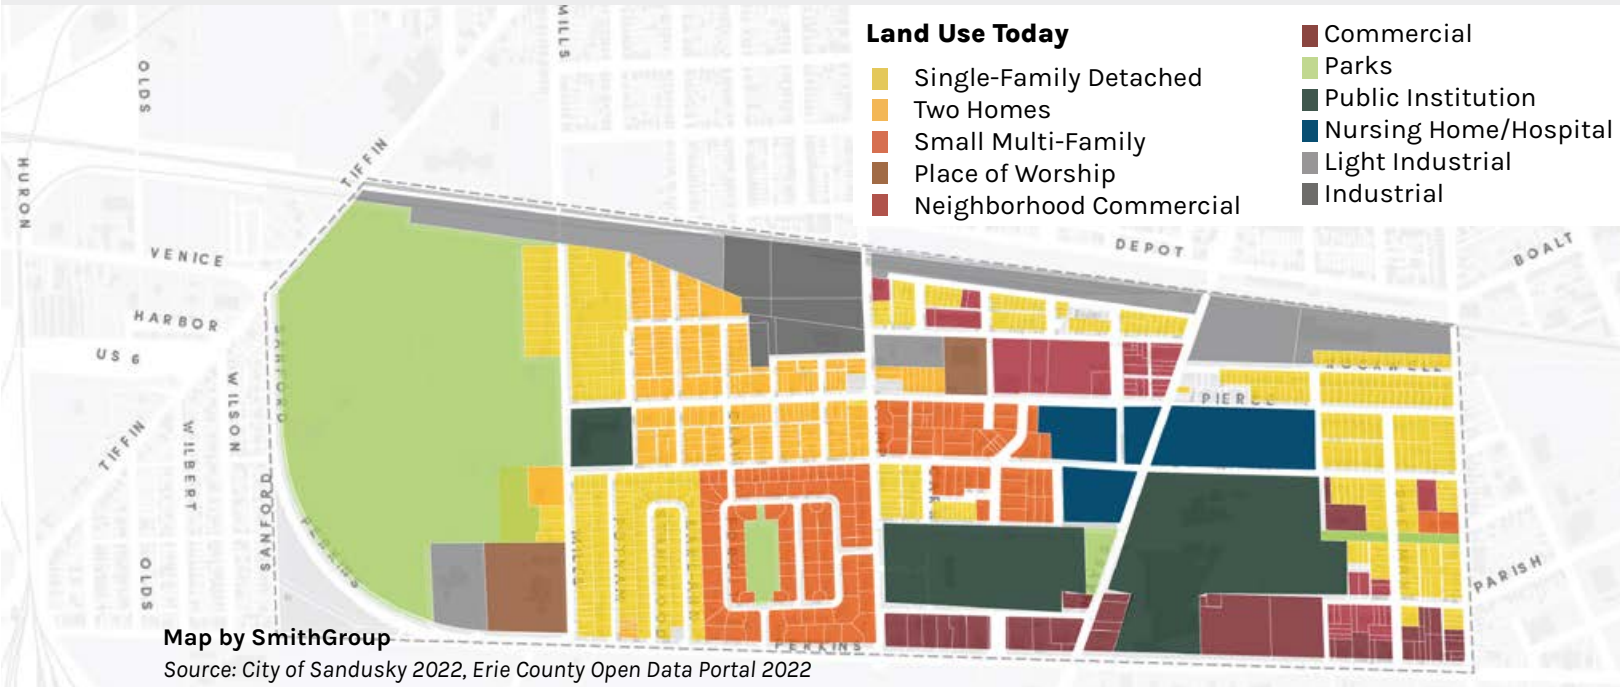 Land Use Today
Single-Family Detached
Two Homes
Small Multi-Family
Place of Worship
Neighborhood Commercial
Commercial
Parks
Public Institution
Nursing Home/Hospital
Light Industrial
Industrial
MILLS
OLDS
HURON
TIFFIN
VENICE
HARBOR
US 6
WILSON
SANFORD
TIFFIN
WILBERT
SANFORD
PERKINS
OLDS
DEPOT
BOALT
PIERCE
ROCKWELL
PARISH
PUTNAM
PERKINS
Map by SmithGroup
Source: City of Sandusky 2022, Erie County Open Data Portal 2022